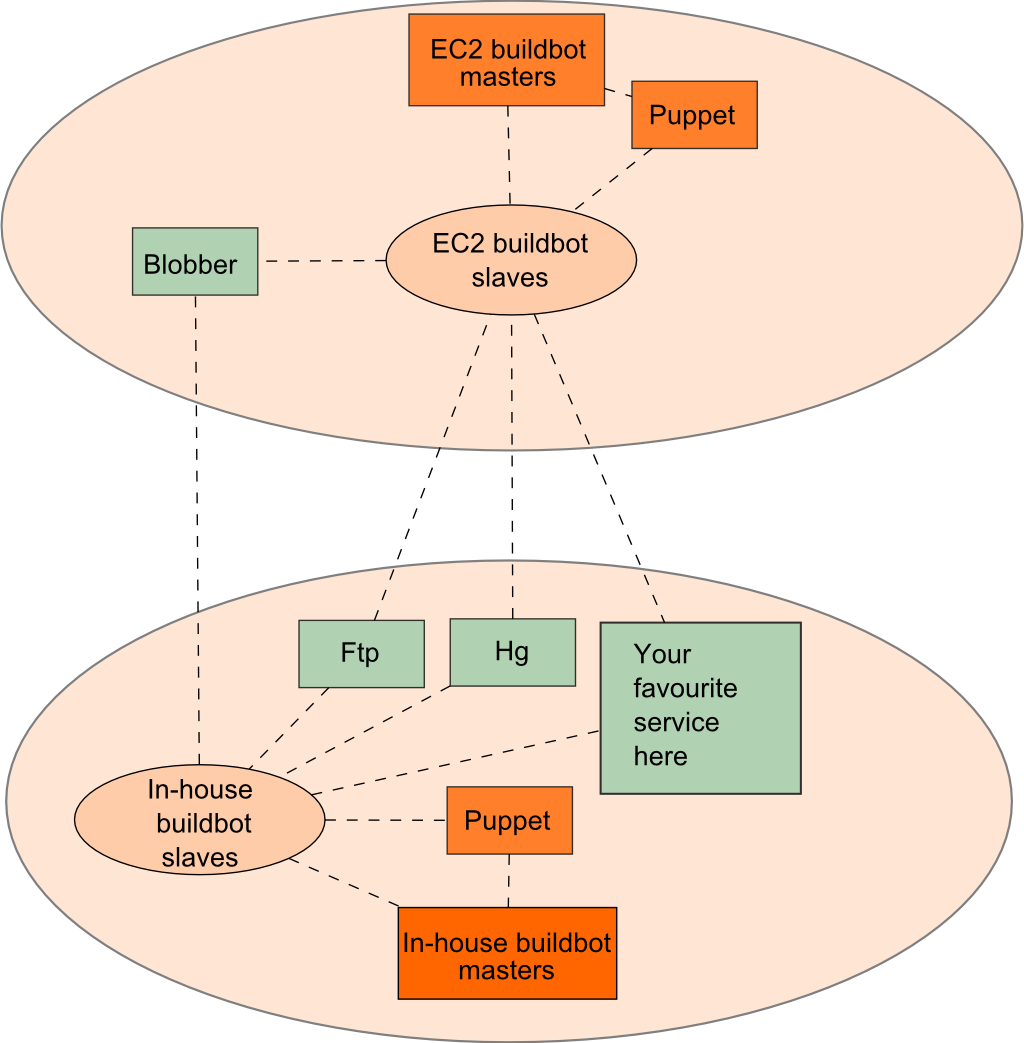 EC2 buildbot
masters
Puppet
EC2 buildbot
slaves
Blobber
Ftp
Hg
Your
favourite
service
here
In-house
buildbot
slaves
Puppet
In-house buildbot
masters